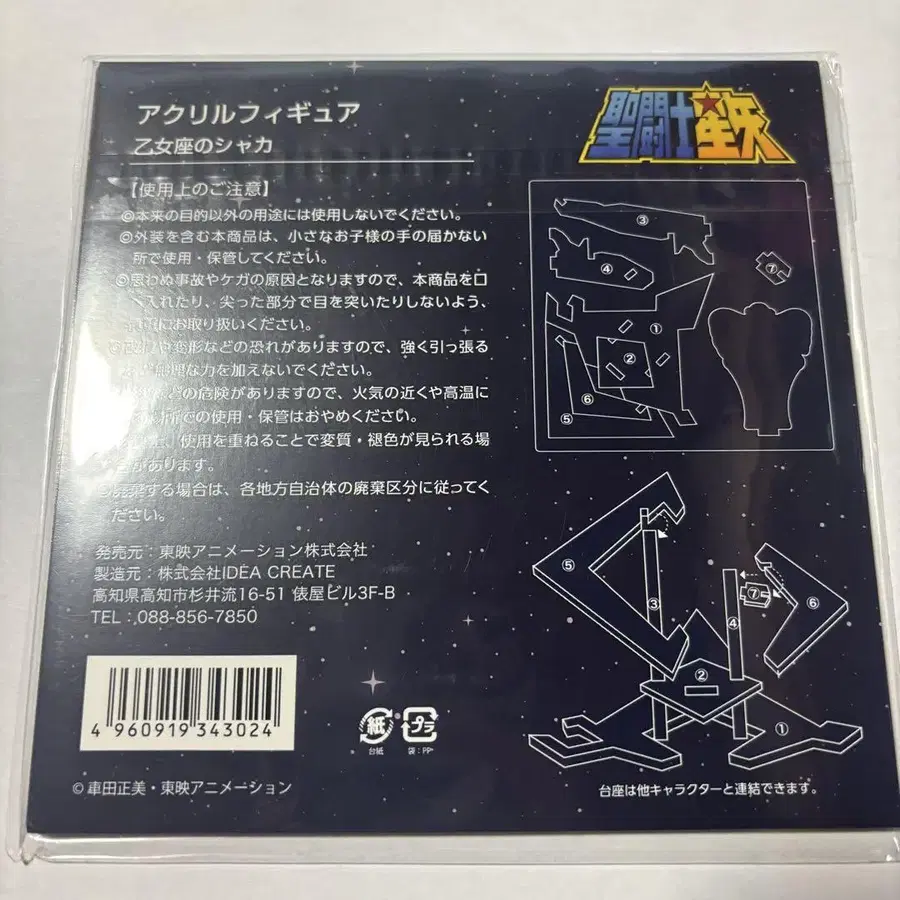 アクリルフィギュア
乙女座のシャカ
聖闘士星矢
【使用上のご注意】
◎本来の目的以外の用途には使用しないでください。
◎外装を含む本商品は、小さなお子様の手の届かない
所で使用・保管してください。
◎思わぬ事故やケガの原因となりますので、本商品を口
入れたり、尖った部分で目を突いたりしないよう、
にお取り扱いください。
や変形などの恐れがありますので、強く引っ張る
な力を加えないでください。
の危険がありますので、火気の近くや高温に
所での使用・保管はおやめください。
使用を重ねることで変質・褪色が見られる場
があります。
する場合は、各地方自治体の廃棄区分に従ってく
ださい。
発売元：東映アニメーション株式会社
製造元：株式会社IDEA CREATE
高知県高知市杉井流16-51 俵屋ビル3F-B
TEL：088-856-7850
4 960919 343024
紙
台紙
プラ
袋：PP
©車田正美・東映アニメーション
③
④
⑦
①
②
⑥
⑤
⑤
③
⑦
④
⑥
②
①
台座は他キャラクターと連結できます。